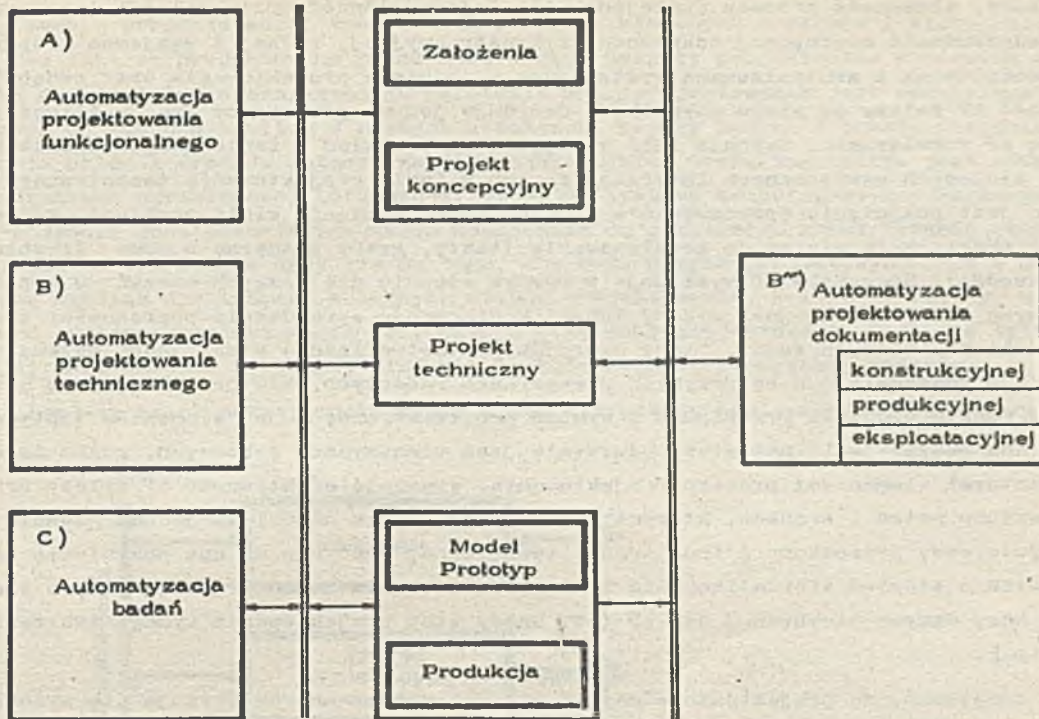 A)
Automatyzacja
projektowania
funkcjonalnego
Założenia
Projekt
koncepcyjny
B)
Automatyzacja
projektowania
technicznego
Projekt
techniczny
B~)
Automatyzacja
projektowania
dokumentacji
konstrukcyjnej
produkcyjnej
eksploatacyjnej
C)
Automatyzacja
badań
Model
Prototyp
Produkcja